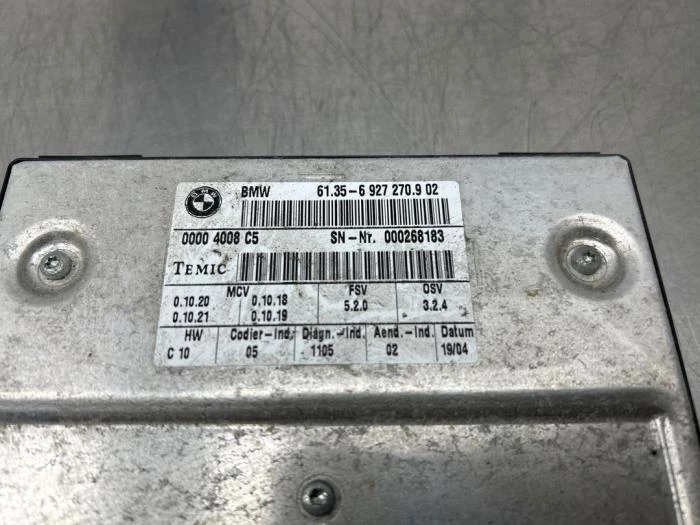 BMW 61.35-6 927 270.9 02
0000 4008 C5 SN-Nr. 000268183
TEMIC
MCV FSV OSV
0.10.20 0.10.18 5.2.0 3.2.4
0.10.21 0.10.19
HW Codier-Ind. Diagn.-Ind. Aend.-Ind. Datum
C 10 05 1105 02 19/04